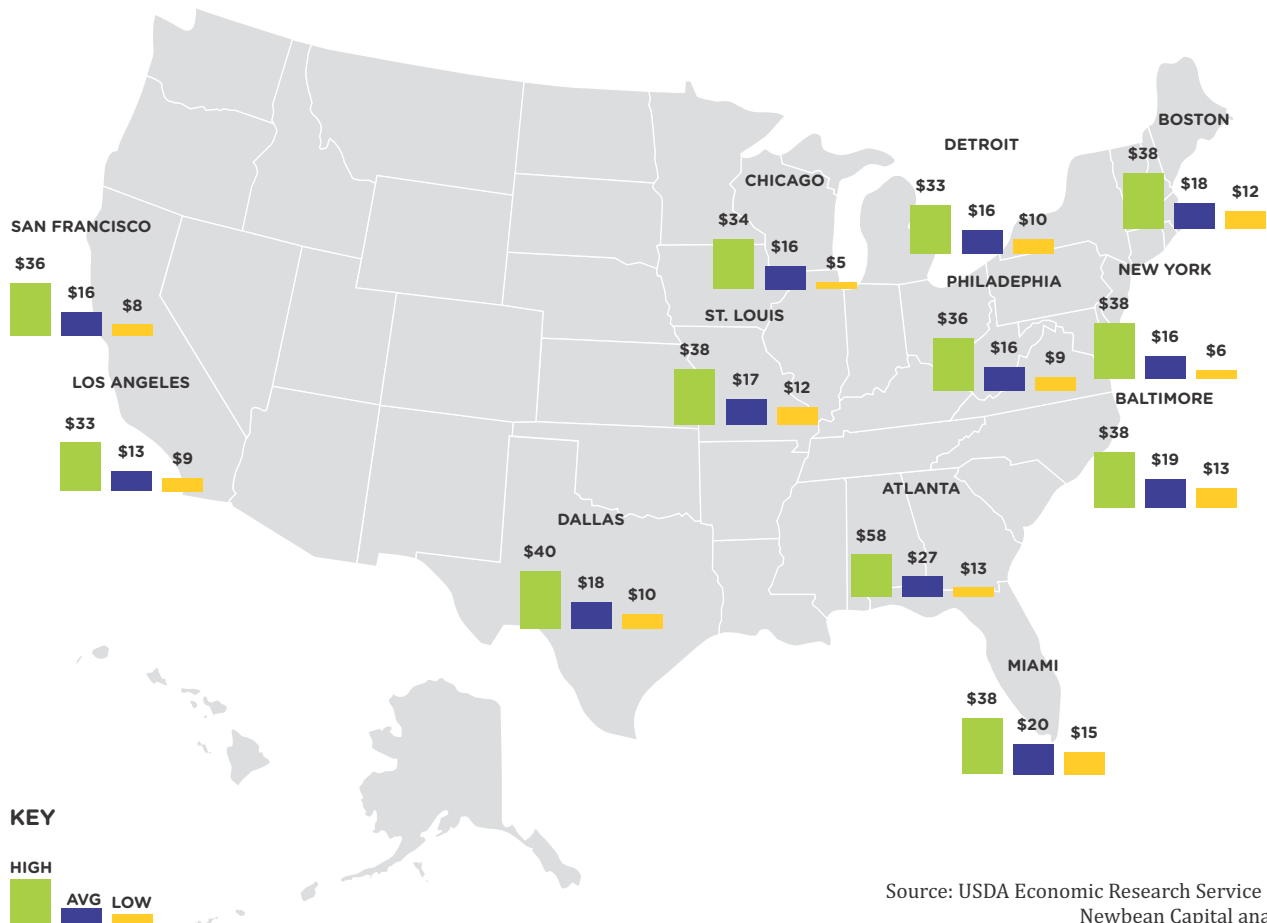 BOSTON
$38
$18
$12
DETROIT
$33
$16
$10
CHICAGO
$34
$16
$5
SAN FRANCISCO
$36
$16
$8
NEW YORK
$38
$16
$6
PHILADEPHIA
$36
$16
$9
ST. LOUIS
$38
$17
$12
LOS ANGELES
$33
$13
$9
BALTIMORE
$38
$19
$13
ATLANTA
$58
$27
$13
DALLAS
$40
$18
$10
MIAMI
$38
$20
$15
KEY
HIGH
AVG
LOW
Source: USDA Economic Research Service
Newbean Capital